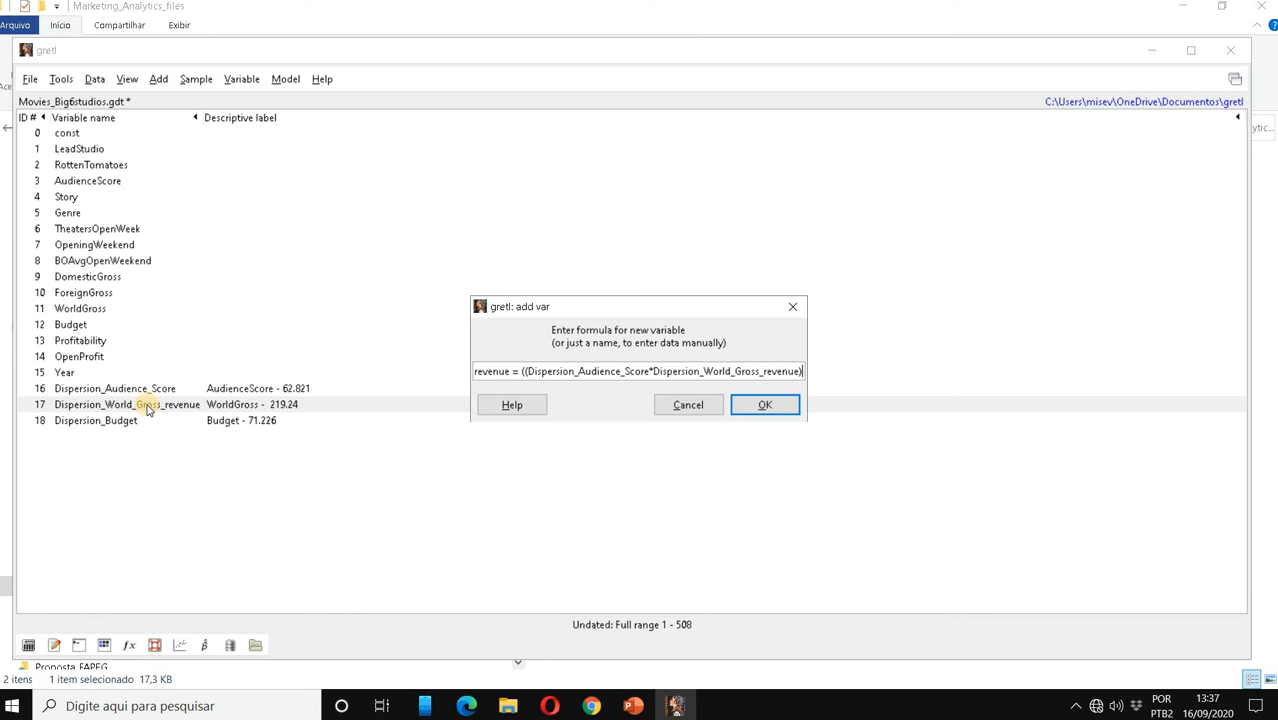 Marketing_Analytics_files
Arquivo Início Compartilhar Exibir
gretl
File Tools Data View Add Sample Variable Model Help
Movies_Big6studios.gdt * C:\Users\misev\OneDrive\Documentos\gretl
ID # Variable name Descriptive label
0 const
1 LeadStudio
2 RottenTomatoes
3 AudienceScore
4 Story
5 Genre
6 TheatersOpenWeek
7 OpeningWeekend
8 BOAvgOpenWeekend
9 DomesticGross
10 ForeignGross
11 WorldGross
12 Budget
13 Profitability
14 OpenProfit
15 Year
16 Dispersion_Audience_Score AudienceScore - 62.821
17 Dispersion_World_Gross_revenue WorldGross - 219.24
18 Dispersion_Budget Budget - 71.226
gretl: add var
Enter formula for new variable
(or just a name, to enter data manually)
revenue = ((Dispersion_Audience_Score*Dispersion_World_Gross_revenue)
Help Cancel OK
Undated: Full range 1 - 508
fx β
Proposta FAPEG
2 itens 1 item selecionado 17,3 KB
Digite aqui para pesquisar
POR 13:37
PTB2 16/09/2020